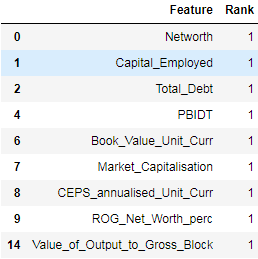 Feature Rank
0 Networth 1
1 Capital_Employed 1
2 Total_Debt 1
4 PBIDT 1
6 Book_Value_Unit_Curr 1
7 Market_Capitalisation 1
8 CEPS_annualised_Unit_Curr 1
9 ROG_Net_Worth_perc 1
14 Value_of_Output_to_Gross_Block 1